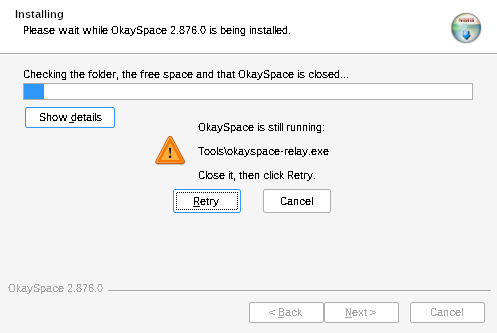 Installing
Please wait while OkaySpace 2.876.0 is being installed.
Checking the folder, the free space and that OkaySpace is closed...
Show details
OkaySpace is still running:
Tools\okayspace-relay.exe
Close it, then click Retry.
Retry
Cancel
OkaySpace 2.876.0
< Back
Next >
Cancel